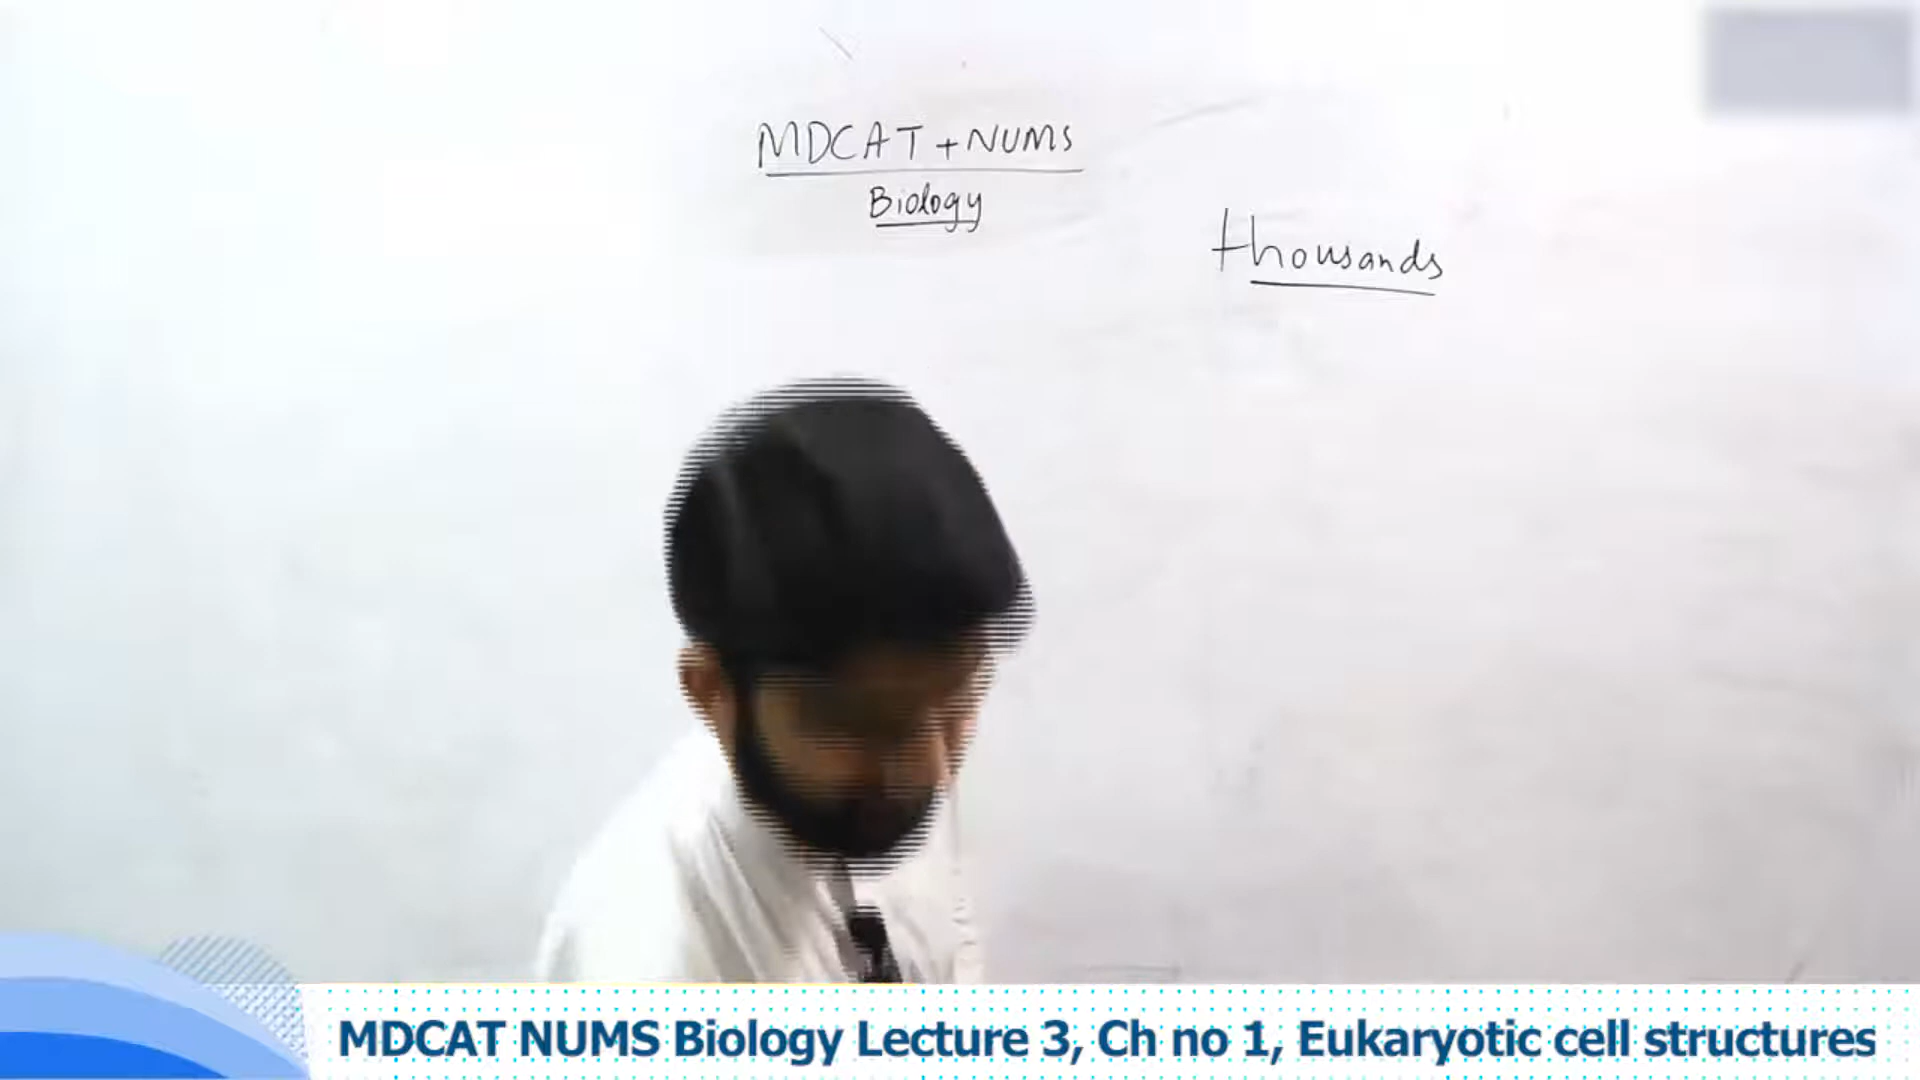 MDCAT + NUMS
Biology
thousands
MDCAT NUMS Biology Lecture 3, Ch no 1, Eukaryotic cell structures